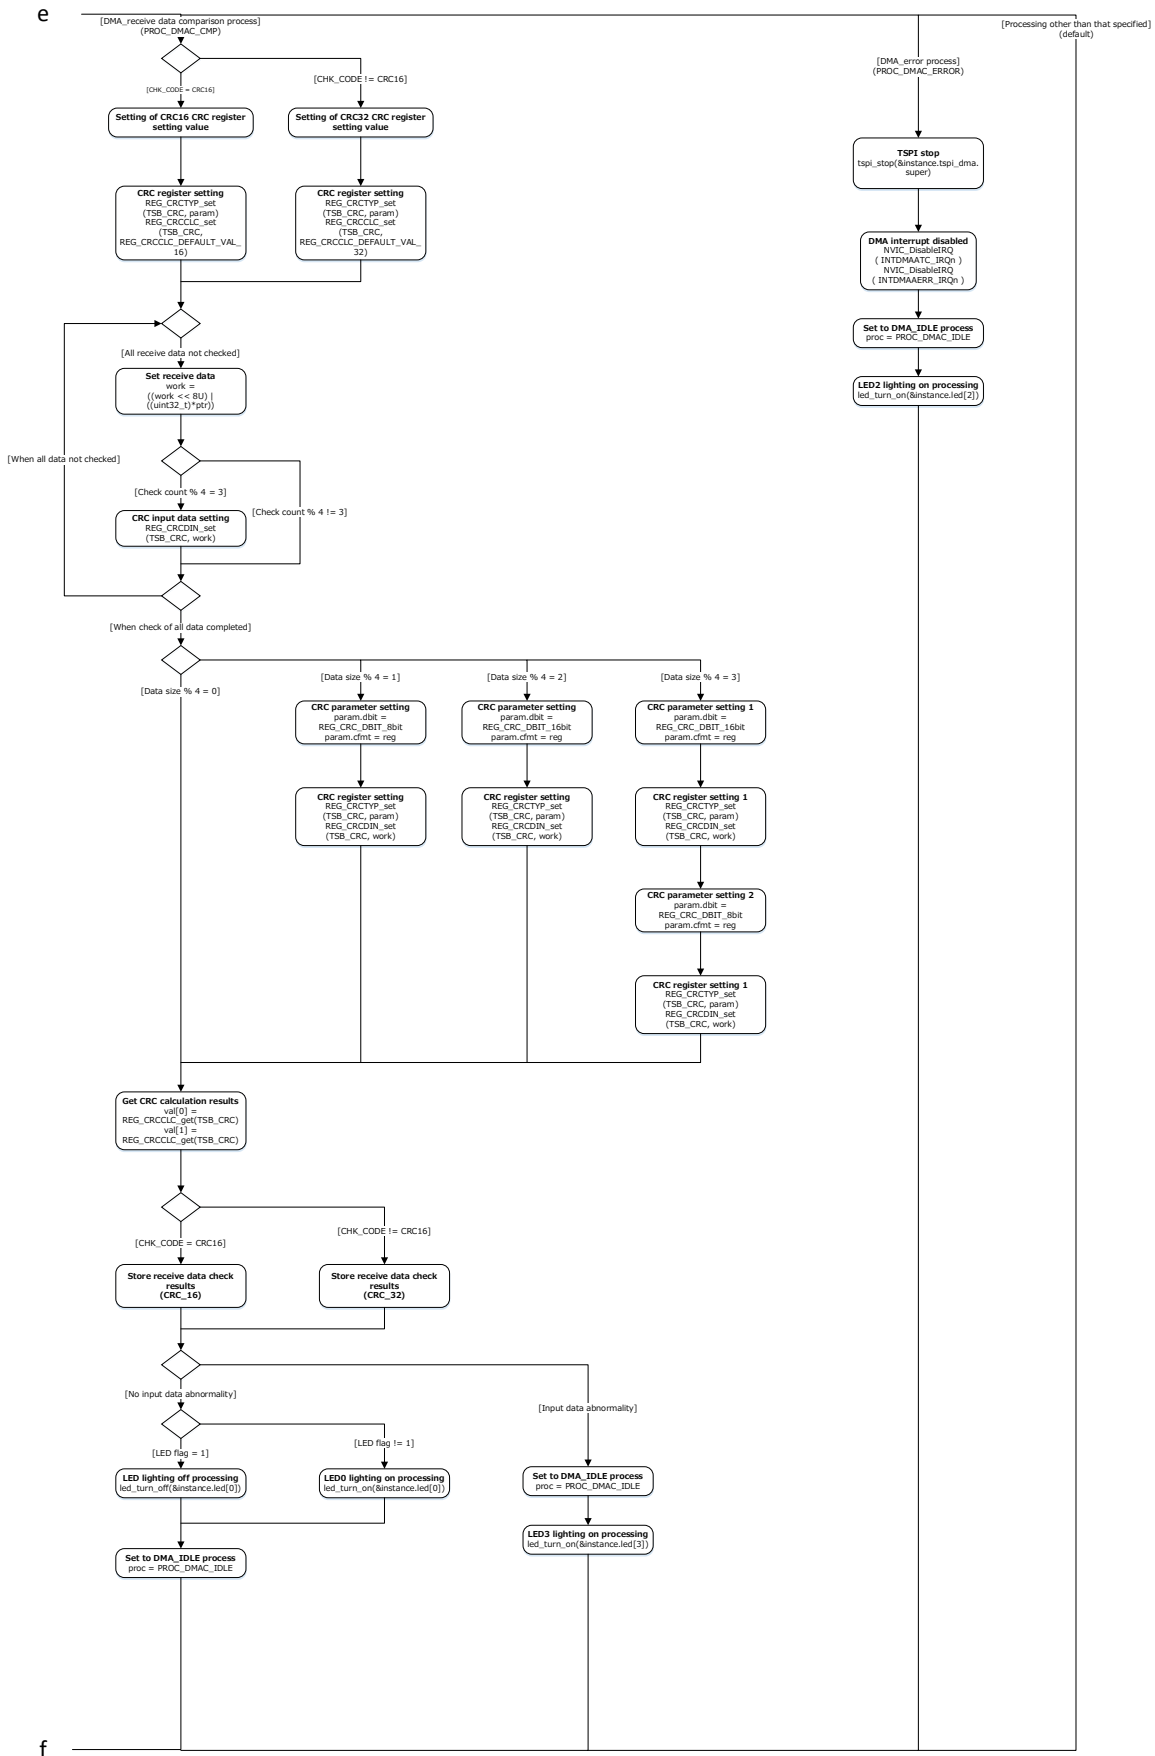 e
[DMA_receive data comparison process]
(PROC_DMAC_CMP)
[Processing other than that specified]
(default)
[DMA_error process]
(PROC_DMAC_ERROR)
[CHK_CODE != CRC16]
[CHK_CODE = CRC16]
Setting of CRC16 CRC register
setting value
Setting of CRC32 CRC register
setting value
TSPI stop
tspi_stop(&instance.tspi_dma.
super)
CRC register setting
REG_CRCTYP_set
(TSB_CRC, param)
REG_CRCCLC_set
(TSB_CRC,
REG_CRCCLC_DEFAULT_VAL_
16)
CRC register setting
REG_CRCTYP_set
(TSB_CRC, param)
REG_CRCCLC_set
(TSB_CRC,
REG_CRCCLC_DEFAULT_VAL_
32)
DMA interrupt disabled
NVIC_DisableIRQ
( INTDMAATC_IRQn )
NVIC_DisableIRQ
( INTDMAAERR_IRQn )
Set to DMA_IDLE process
proc = PROC_DMAC_IDLE
[All receive data not checked]
Set receive data
work =
((work << 8U) |
((uint32_t)*ptr))
LED2 lighting on processing
led_turn_on(&instance.led[2])
[When all data not checked]
[Check count % 4 = 3]
[Check count % 4 != 3]
CRC input data setting
REG_CRCDIN_set
(TSB_CRC, work)
[When check of all data completed]
[Data size % 4 = 0]
[Data size % 4 = 1]
[Data size % 4 = 2]
[Data size % 4 = 3]
CRC parameter setting
param.dbit =
REG_CRC_DBIT_8bit
param.cfmt = reg
CRC parameter setting
param.dbit =
REG_CRC_DBIT_16bit
param.cfmt = reg
CRC parameter setting 1
param.dbit =
REG_CRC_DBIT_16bit
param.cfmt = reg
CRC register setting
REG_CRCTYP_set
(TSB_CRC, param)
REG_CRCDIN_set
(TSB_CRC, work)
CRC register setting
REG_CRCTYP_set
(TSB_CRC, param)
REG_CRCDIN_set
(TSB_CRC, work)
CRC register setting 1
REG_CRCTYP_set
(TSB_CRC, param)
REG_CRCDIN_set
(TSB_CRC, work)
CRC parameter setting 2
param.dbit =
REG_CRC_DBIT_8bit
param.cfmt = reg
CRC register setting 1
REG_CRCTYP_set
(TSB_CRC, param)
REG_CRCDIN_set
(TSB_CRC, work)
Get CRC calculation results
val[0] =
REG_CRCCLC_get(TSB_CRC)
val[1] =
REG_CRCCLC_get(TSB_CRC)
[CHK_CODE = CRC16]
[CHK_CODE != CRC16]
Store receive data check
results
(CRC_16)
Store receive data check
results
(CRC_32)
[No input data abnormality]
[Input data abnormality]
[LED flag = 1]
[LED flag != 1]
LED lighting off processing
led_turn_off(&instance.led[0])
LED0 lighting on processing
led_turn_on(&instance.led[0])
Set to DMA_IDLE process
proc = PROC_DMAC_IDLE
LED3 lighting on processing
led_turn_on(&instance.led[3])
Set to DMA_IDLE process
proc = PROC_DMAC_IDLE
f